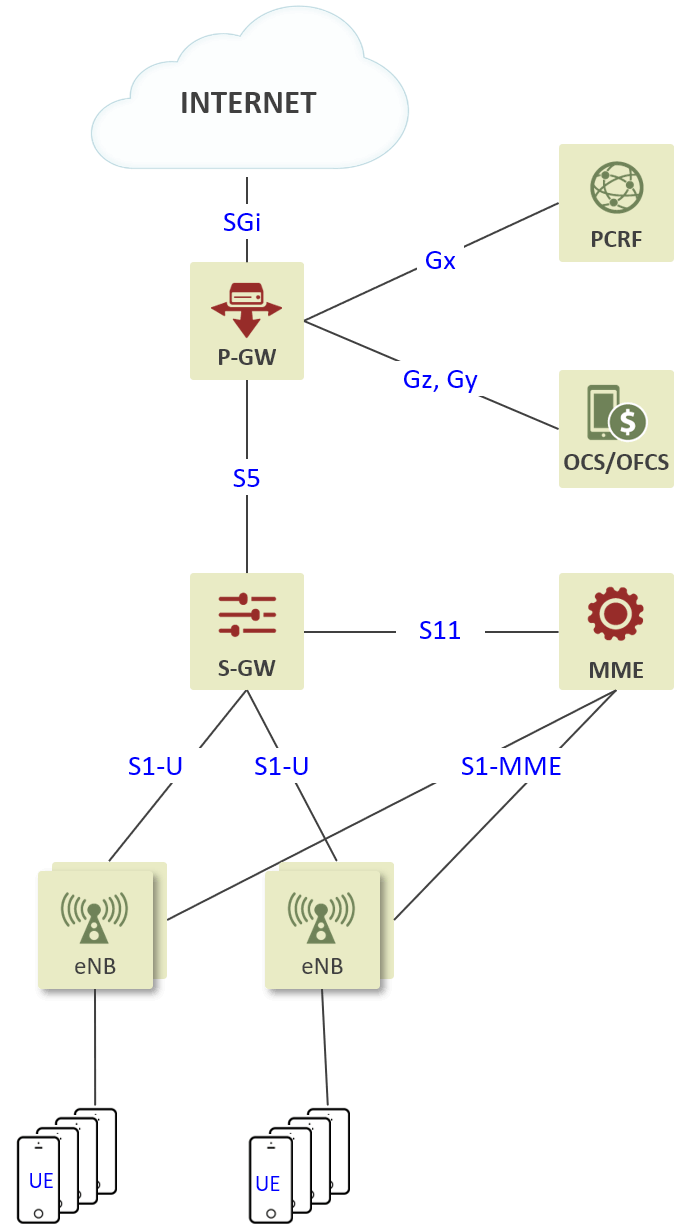 INTERNET
SGi
PCRF
Gx
P-GW
Gz, Gy
OCS/OFCS
S5
S11
S-GW
MME
S1-U
S1-U
S1-MME
eNB
eNB
UE
UE